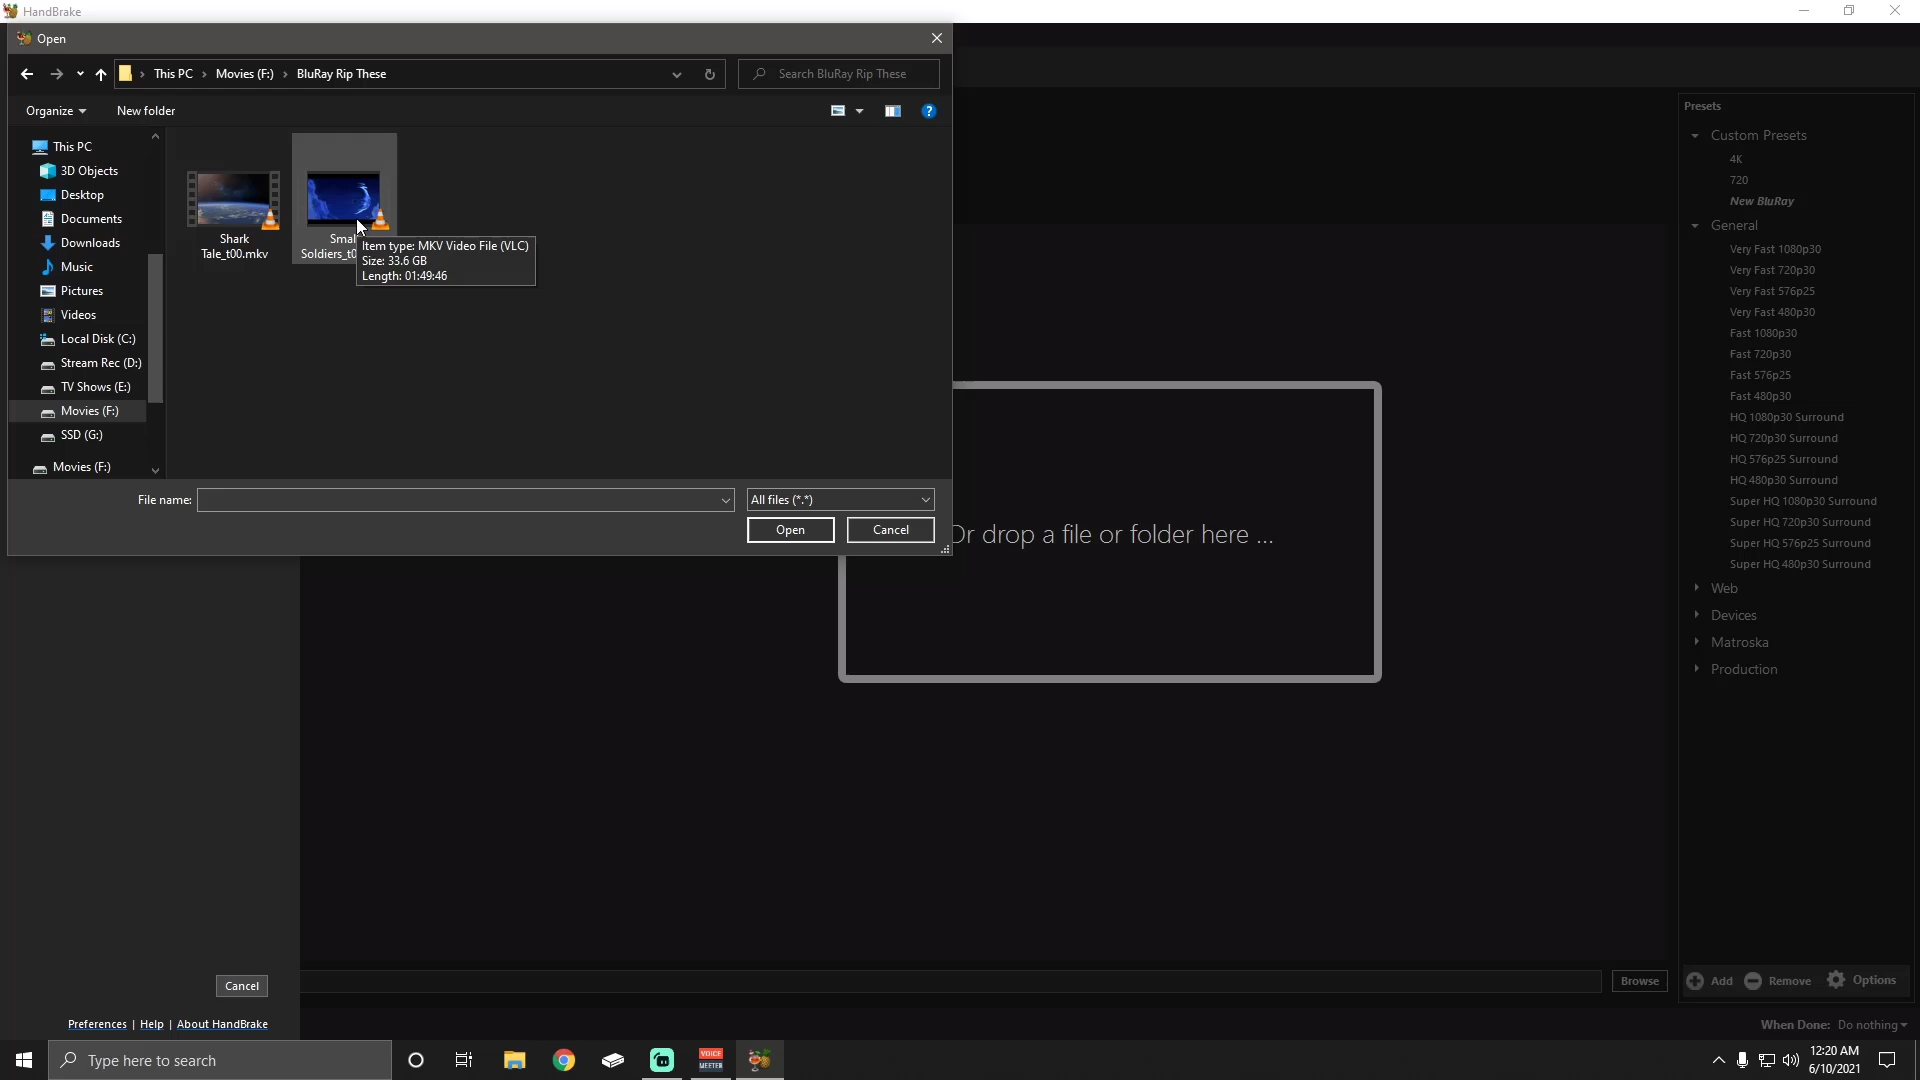 HandBrake
Open
This PC
Movies (F:)
BluRay Rip These
Search BluRay Rip These
Organize
New folder
This PC
3D Objects
Desktop
Documents
Downloads
Music
Pictures
Videos
Local Disk (C:)
Stream Rec (D:)
TV Shows (E:)
Movies (F:)
SSD (G:)
Movies (F:)
Shark
Tale_t00.mkv
Smal
Soldiers_t0
Item type: MKV Video File (VLC)
Size: 33.6 GB
Length: 01:49:46
File name:
All files (*.*)
Open
Cancel
Or drop a file or folder here ...
Presets
Custom Presets
4K
720
New BluRay
General
Very Fast 1080p30
Very Fast 720p30
Very Fast 576p25
Very Fast 480p30
Fast 1080p30
Fast 720p30
Fast 576p25
Fast 480p30
HQ 1080p30 Surround
HQ 720p30 Surround
HQ 576p25 Surround
HQ 480p30 Surround
Super HQ 1080p30 Surround
Super HQ 720p30 Surround
Super HQ 576p25 Surround
Super HQ 480p30 Surround
Web
Devices
Matroska
Production
Cancel
Browse
Add
Remove
Options
Preferences | Help | About HandBrake
When Done: Do nothing
Type here to search
VOICE
MEETER
12:20 AM
6/10/2021